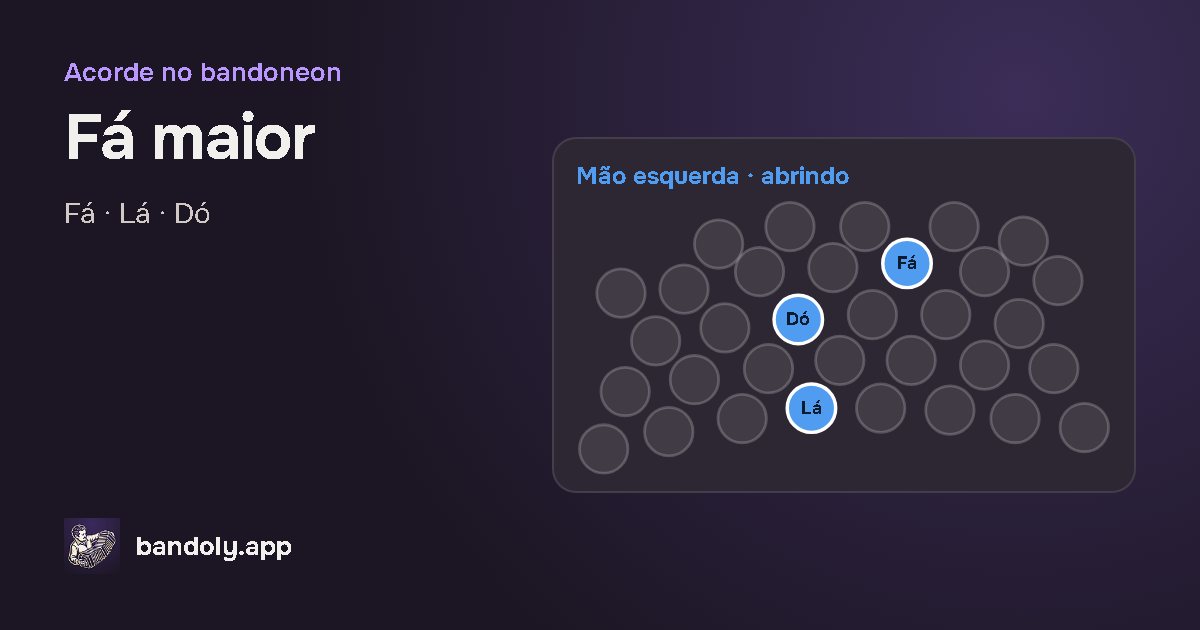 Acorde no bandoneon
Fá maior
Fá · Lá · Dó
Mão esquerda · abrindo
Fá
Dó
Lá
bandoly.app